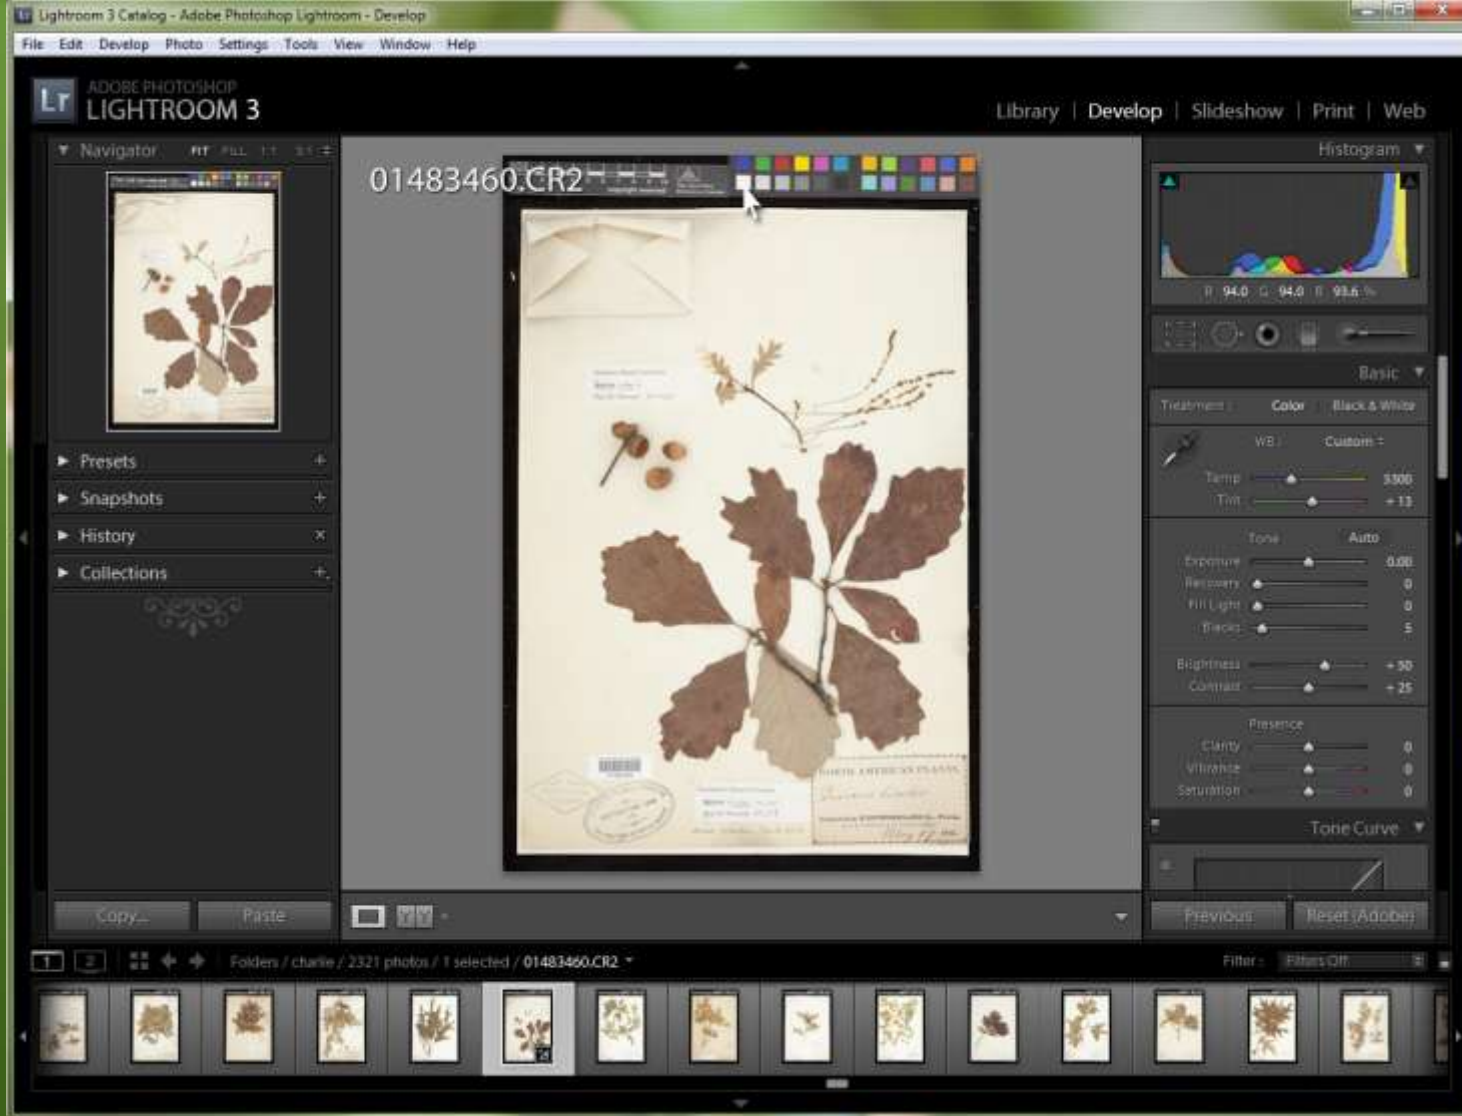 Lightroom 3 Catalog - Adobe Photoshop Lightroom - Develop
File Edit Develop Photo Settings Tools View Window Help
Lr ADOBE PHOTOSHOP
LIGHTROOM 3
Library | Develop | Slideshow | Print | Web
Navigator FIT FILL 1:1
01483460.CR2
Histogram
R 94.0 G 94.0 B 93.6 %
Basic
Treatment : Color Black & White
WB : Custom
Temp 5300
Tint + 13
Tone Auto
Exposure 0.00
Recovery 0
Fill Light 0
Blacks 5
Brightness + 50
Contrast + 25
Presence
Clarity 0
Vibrance 0
Saturation 0
Tone Curve
Presets
Snapshots
History
Collections
NORTH AMERICAN PLANTS.
Copy...
Paste
Previous
Reset (Adobe)
1 2 Folders / charlie / 2321 photos / 1 selected / 01483460.CR2
Filter : Filters Off